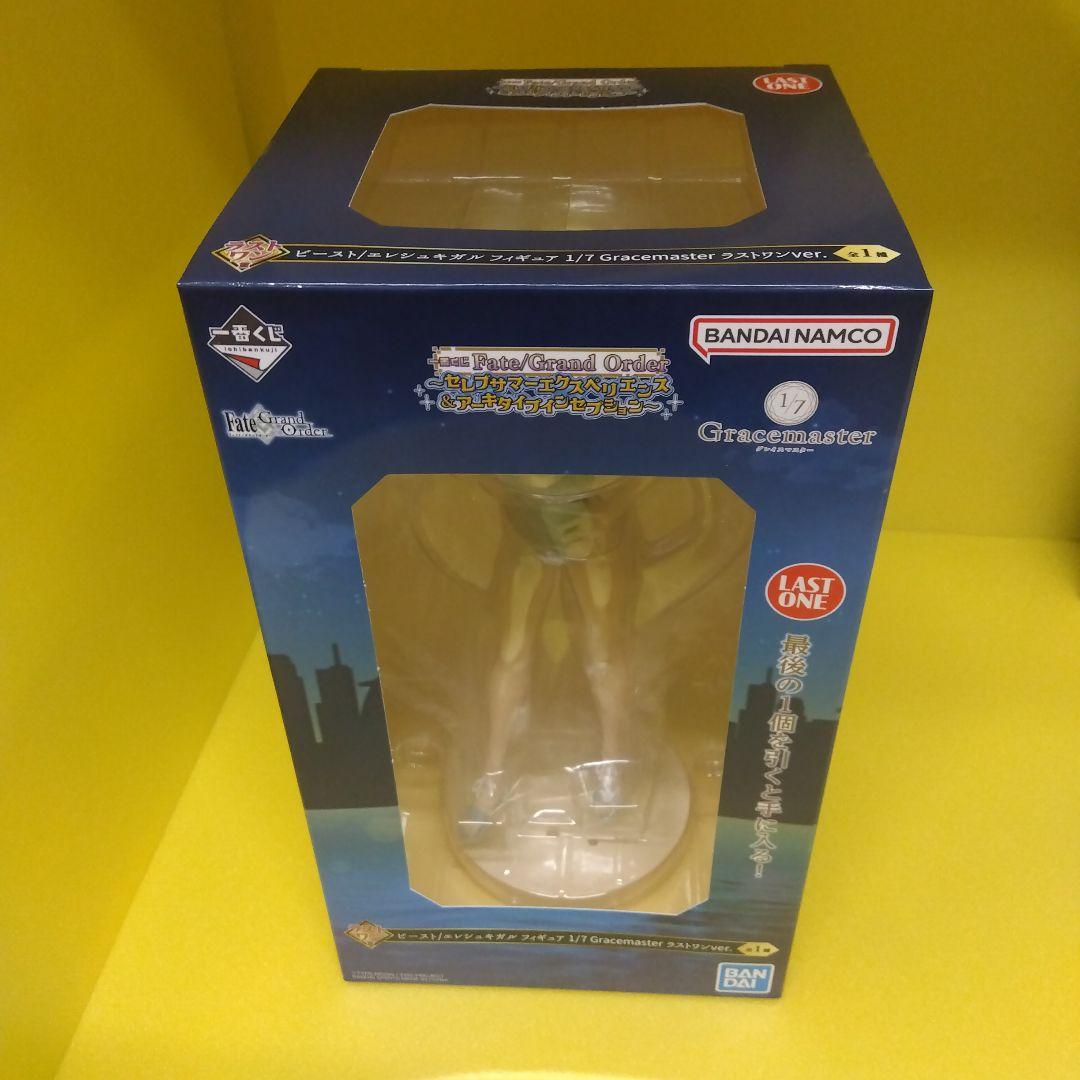 Fate/Grand Order
LAST
ONE
ラスト
ワン
賞
ビースト/エレシュキガル フィギュア 1/7 Gracemaster ラストワンver.
全1種
一番くじ
ichibankuji
BANDAI NAMCO
一番くじ Fate/Grand Order
～セレブサマーエクスペリエンス
&アーキタイプインセプション～
Fate Grand Order
1/7
Gracemaster
グレイスマスター
LAST
ONE
最後の1個を引くと手に入る!
ビースト/エレシュキガル フィギュア 1/7 Gracemaster ラストワンver.
全1種
BAN
DAI